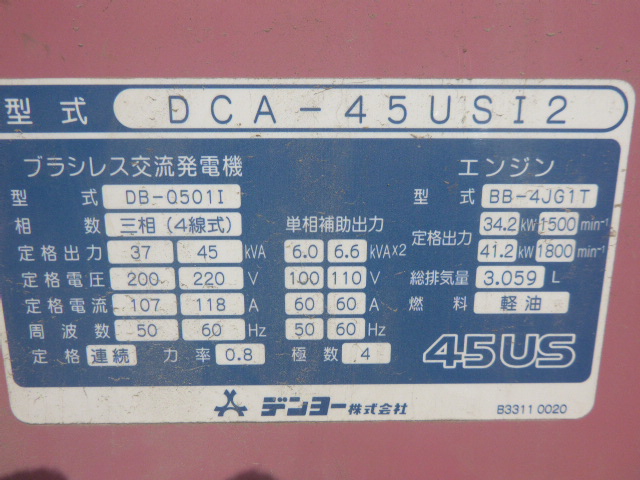 型式 DCA-45USI2
ブラシレス交流発電機
型式 DB-0501I
相数 三相(4線式) 単相補助出力
定格出力 37 45 kVA 6.0 6.6 kVA×2
定格電圧 200 220 V 100 110 V
定格電流 107 118 A 60 60 A
周波数 50 60 Hz 50 60 Hz
定格 連続 力率 0.8 極数 4
エンジン
型式 BB-4JG1T
定格出力 34.2 kW 1500 min⁻¹
41.2 kW 1800 min⁻¹
総排気量 3.059 L
燃料 軽油
45US
デンヨー株式会社
B3311 0020